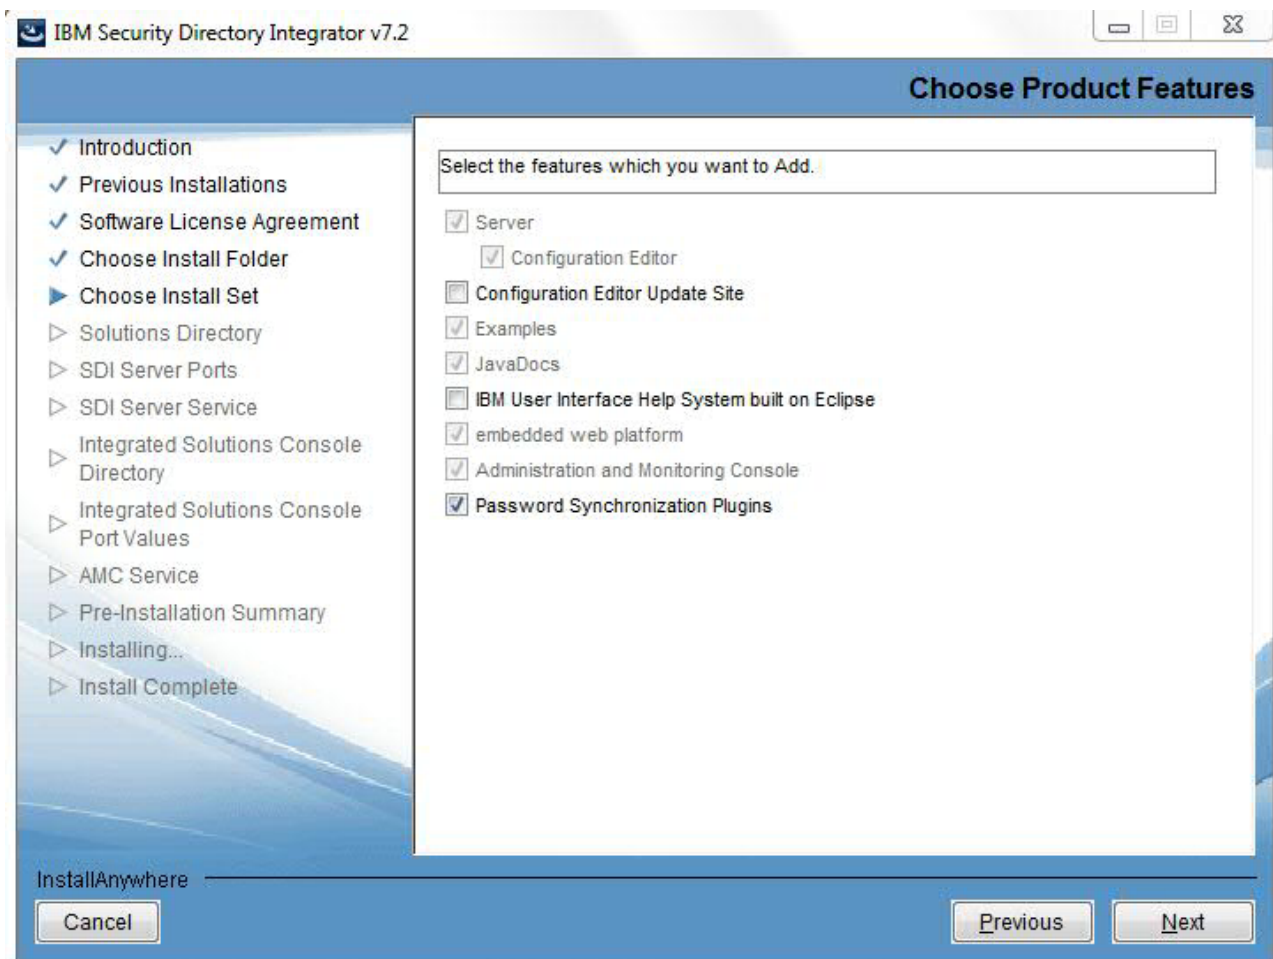 IBM Security Directory Integrator v7.2
Choose Product Features
Introduction
Previous Installations
Software License Agreement
Choose Install Folder
Choose Install Set
Solutions Directory
SDI Server Ports
SDI Server Service
Integrated Solutions Console
Directory
Integrated Solutions Console
Port Values
AMC Service
Pre-Installation Summary
Installing...
Install Complete
Select the features which you want to Add.
Server
Configuration Editor
Configuration Editor Update Site
Examples
JavaDocs
IBM User Interface Help System built on Eclipse
embedded web platform
Administration and Monitoring Console
Password Synchronization Plugins
InstallAnywhere
Cancel
Previous
Next